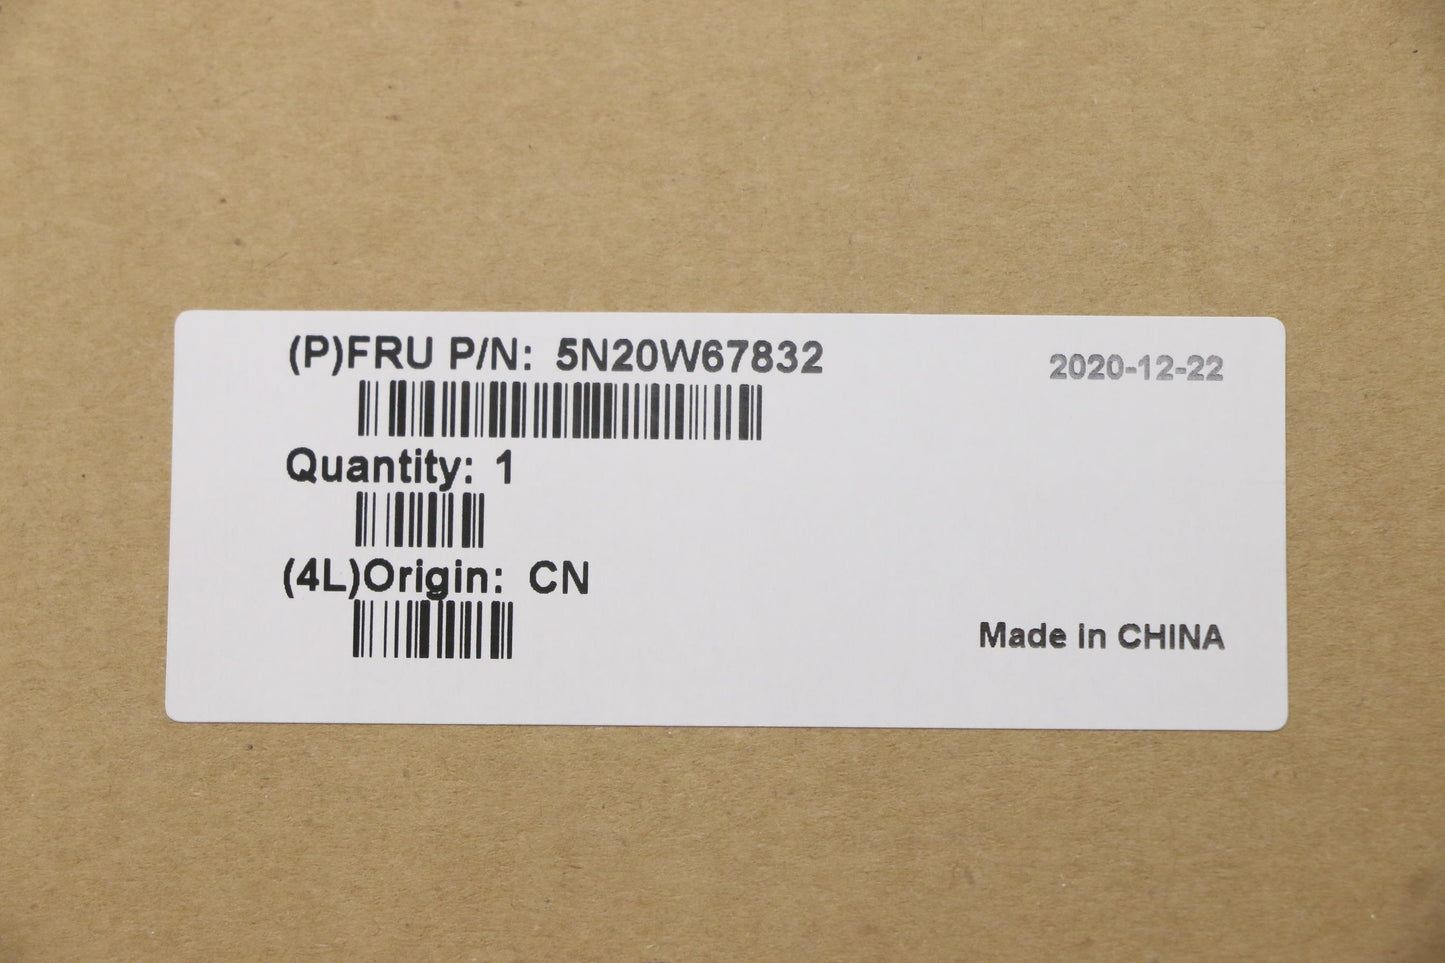 (P)FRU P/N: 5N20W67832
2020-12-22
Quantity: 1
(4L)Origin: CN
Made in CHINA